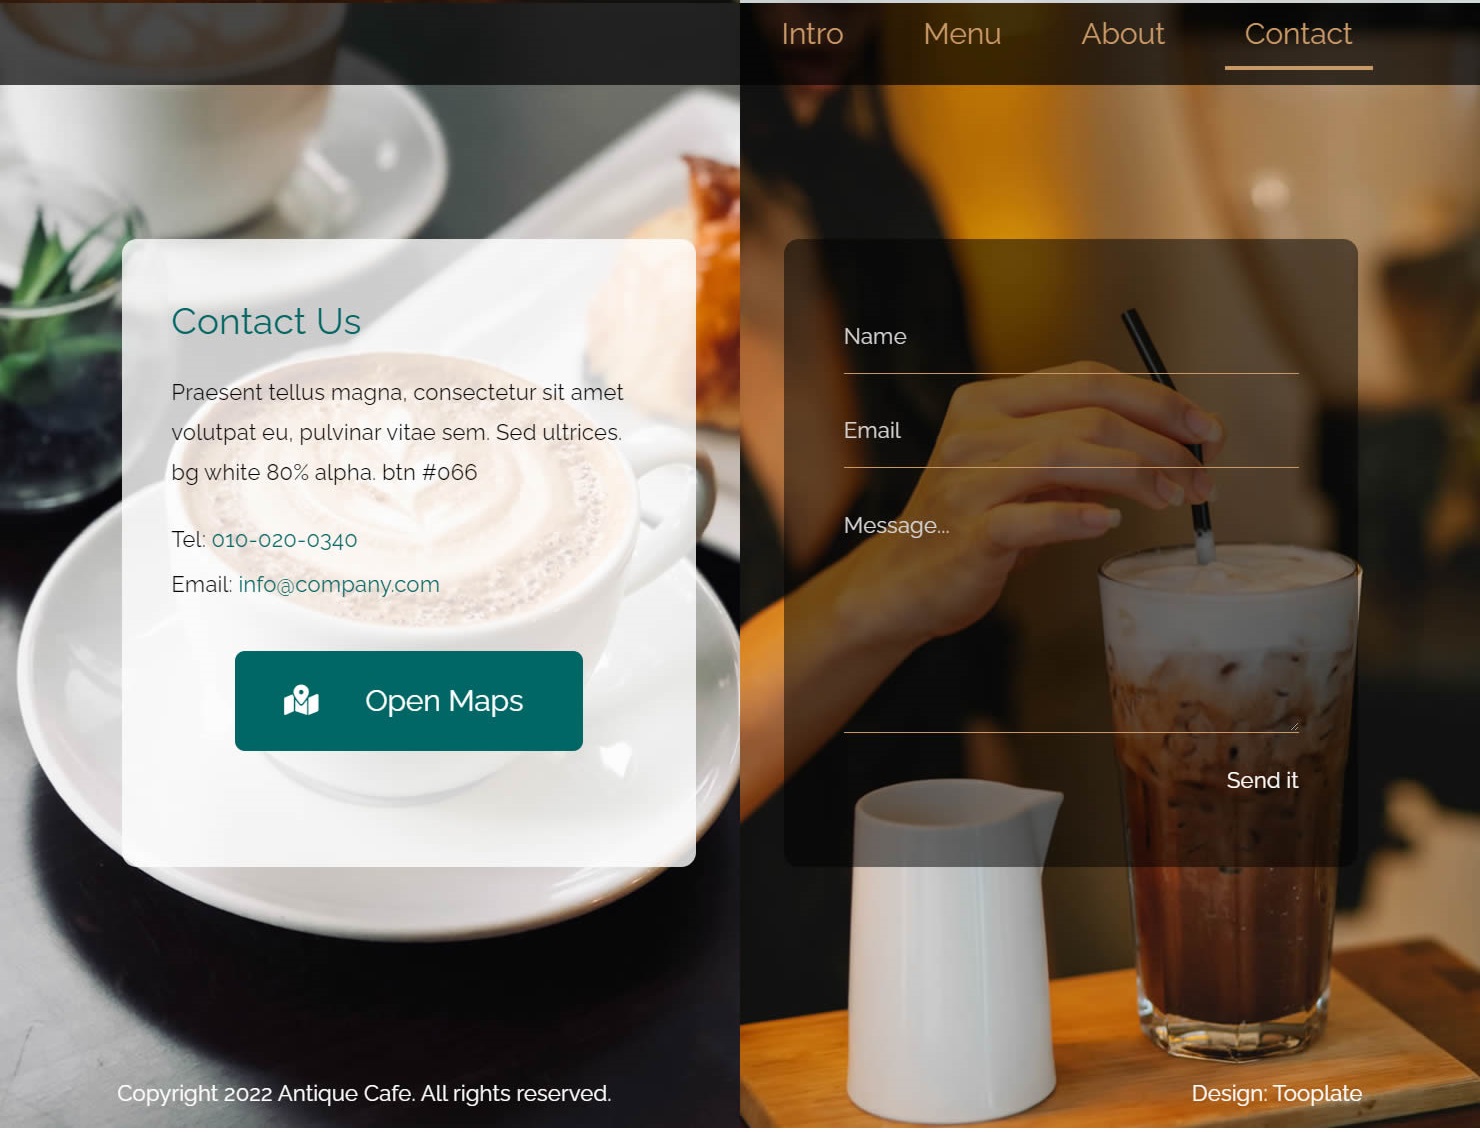 Intro
Menu
About
Contact
Contact Us
Praesent tellus magna, consectetur sit amet
volutpat eu, pulvinar vitae sem. Sed ultrices.
bg white 80% alpha. btn #066
Tel: 010-020-0340
Email: info@company.com
Open Maps
Name
Email
Message...
Send it
Copyright 2022 Antique Cafe. All rights reserved.
Design: Tooplate